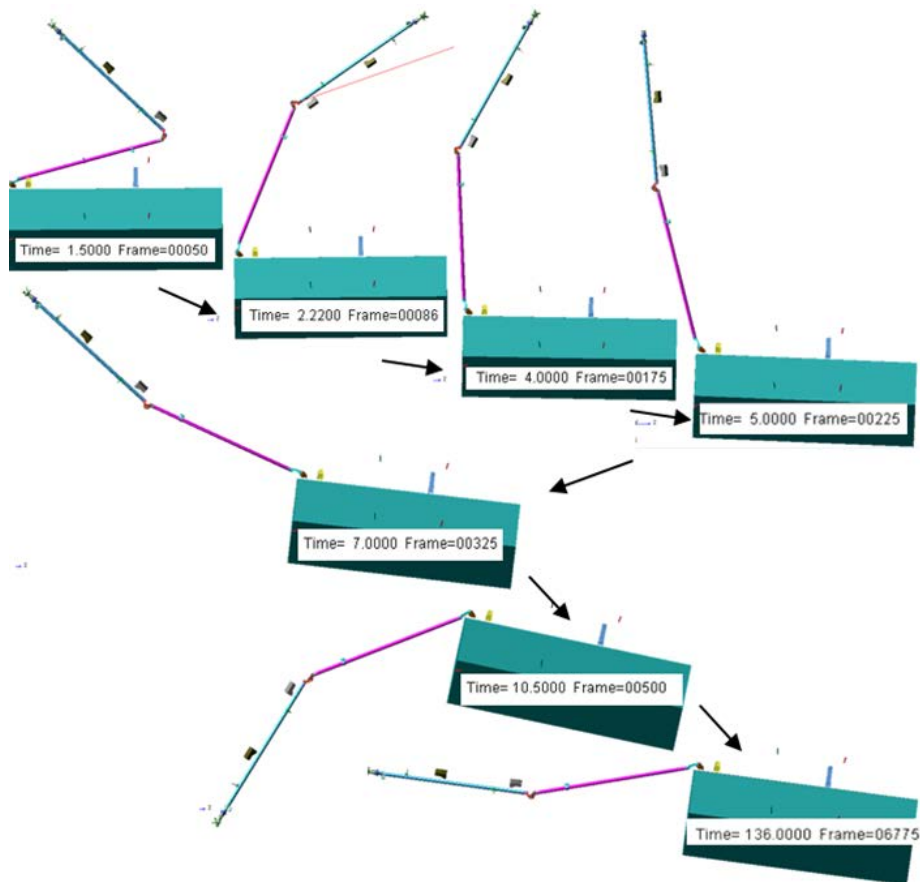 Time= 1.5000 Frame=00050
Time= 2.2200 Frame=00086
Time= 4.0000 Frame=00175
Time= 5.0000 Frame=00225
Time= 7.0000 Frame=00325
Time= 10.5000 Frame=00500
Time= 136.0000 Frame=06775